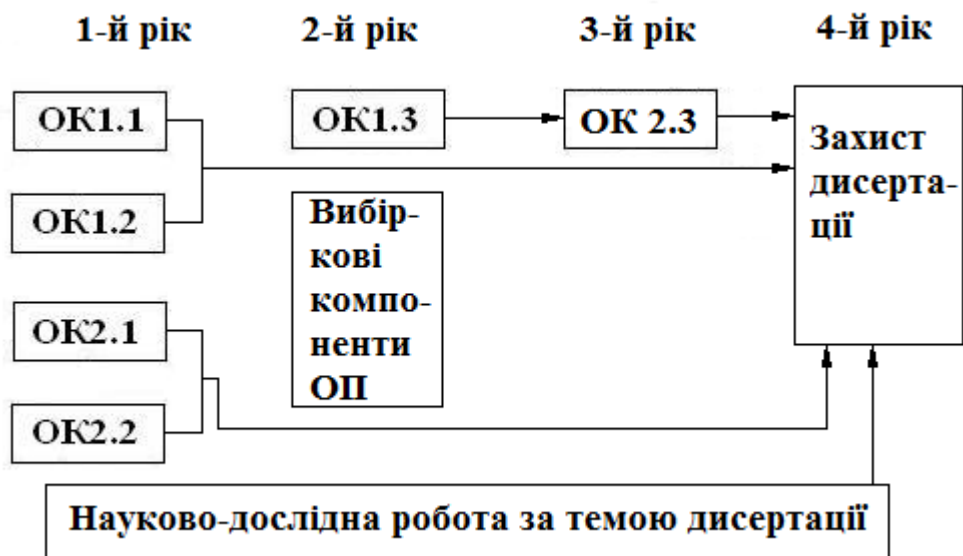 1-й рік 2-й рік 3-й рік 4-й рік
ОК1.1
ОК1.3
ОК 2.3
Захист
дисерта-
ції
ОК1.2
Вибір-
кові
компо-
ненти
ОП
ОК2.1
ОК2.2
Науково-дослідна робота за темою дисертації